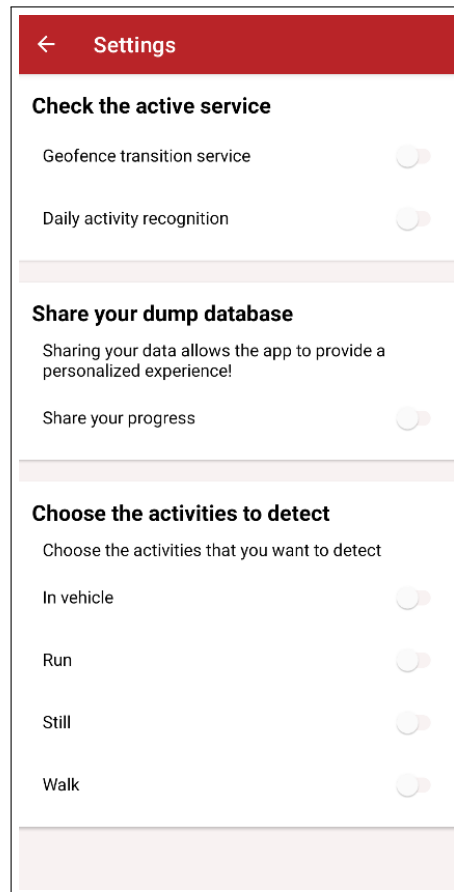 Settings
Check the active service
Geofence transition service
Daily activity recognition
Share your dump database
Sharing your data allows the app to provide a
personalized experience!
Share your progress
Choose the activities to detect
Choose the activities that you want to detect
In vehicle
Run
Still
Walk